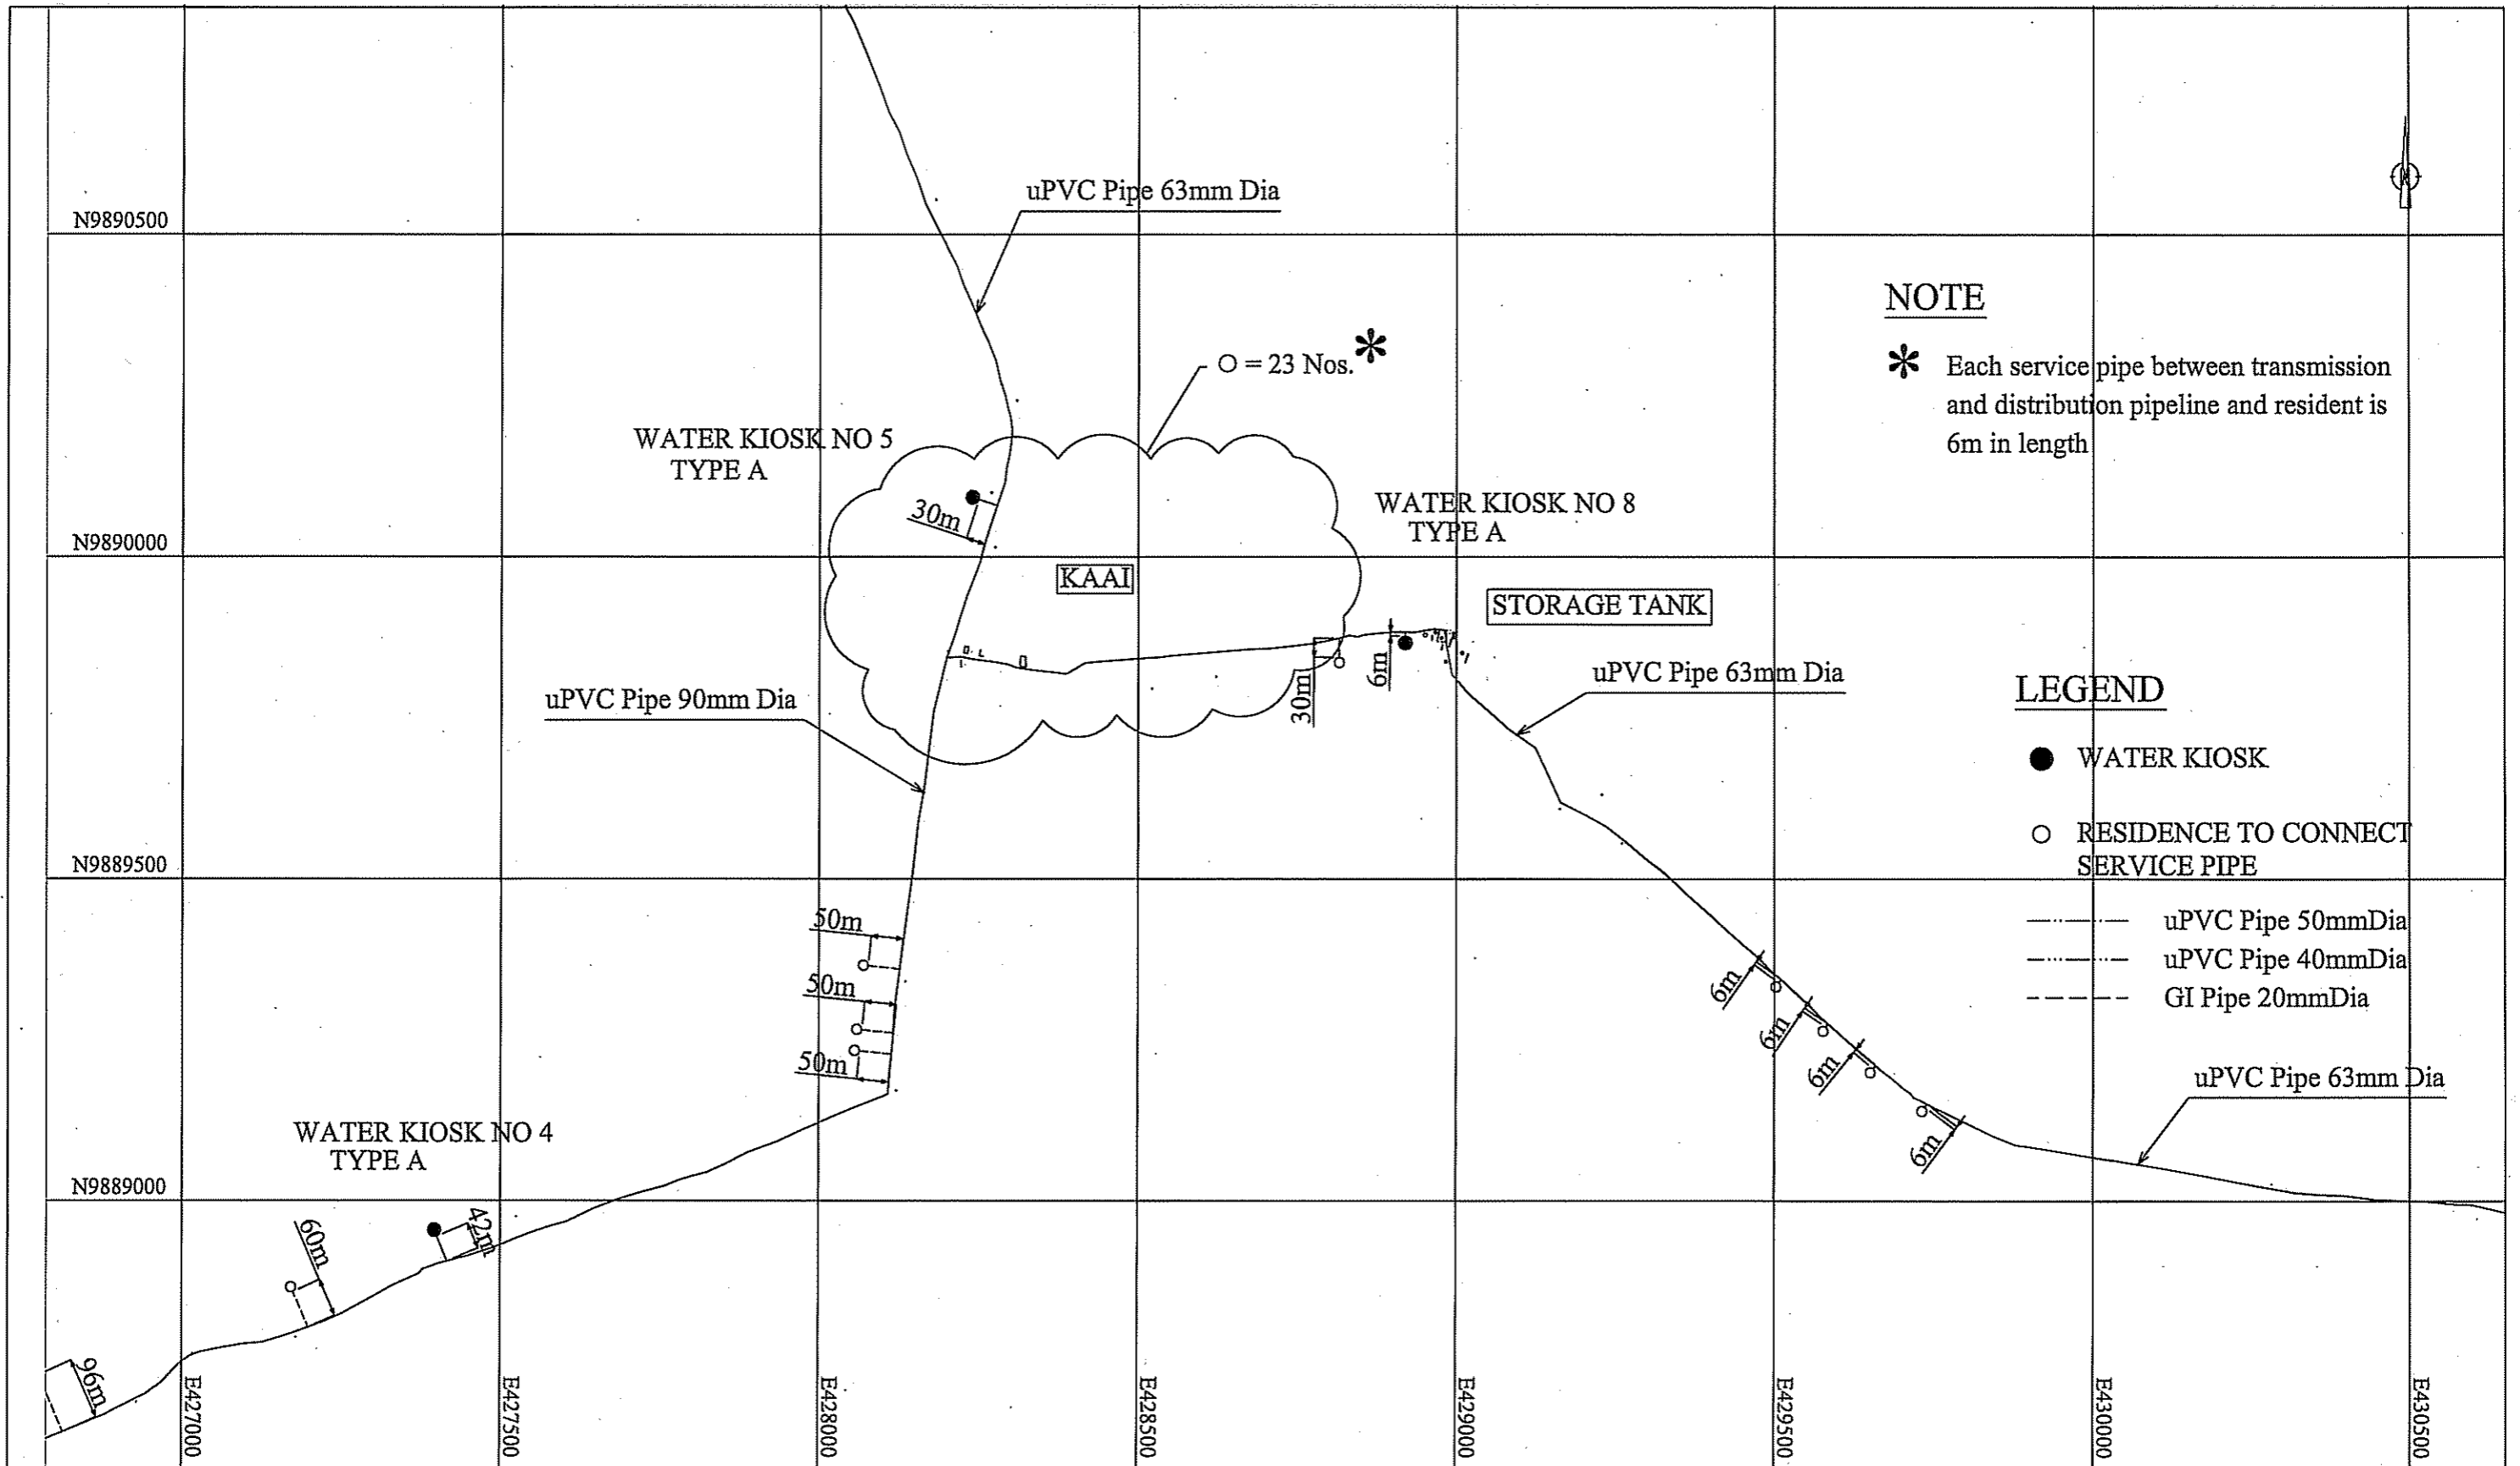 uPVC Pipe 63mm Dia
N9890500
NOTE
* Each service pipe between transmission
and distribution pipeline and resident is
6m in length
○ = 23 Nos. *
WATER KIOSK NO 5
TYPE A
30m
WATER KIOSK NO 8
TYPE A
N9890000
KAAI
STORAGE TANK
6m
30m
uPVC Pipe 63mm Dia
uPVC Pipe 90mm Dia
LEGEND
● WATER KIOSK
○ RESIDENCE TO CONNECT
SERVICE PIPE
uPVC Pipe 50mmDia
uPVC Pipe 40mmDia
GI Pipe 20mmDia
N9889500
50m
50m
50m
6m
6m
6m
6m
uPVC Pipe 63mm Dia
WATER KIOSK NO 4
TYPE A
N9889000
42m
60m
96m
E427000
E427500
E428000
E428500
E429000
E429500
E430000
E430500